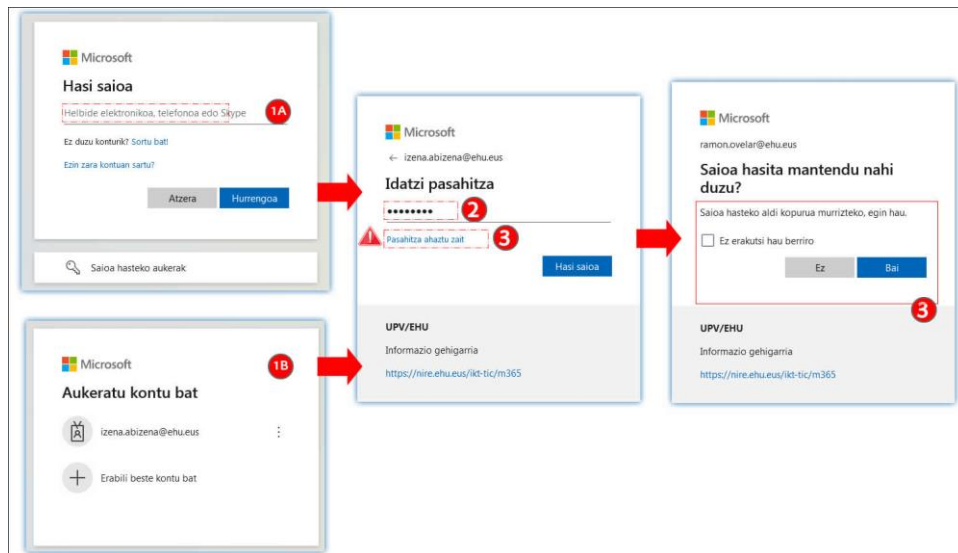 Microsoft
Hasi saioa
Helbide elektronikoa, telefonoa edo Skype
1A
Ez duzu konturik? Sortu bat!
Ezin zara kontuan sartu?
Atzera
Hurrengoa
Saioa hasteko aukerak
Microsoft
1B
Aukeratu kontu bat
izena.abizena@ehu.eus
Erabili beste kontu bat
Microsoft
← izena.abizena@ehu.eus
Idatzi pasahitza
••••••••
2
Pasahitza ahaztu zait
3
Hasi saioa
UPV/EHU
Informazio gehigarria
https://nire.ehu.eus/ikt-tic/m365
Microsoft
ramon.ovelar@ehu.eus
Saioa hasita mantendu nahi
duzu?
Saioa hasteko aldi kopurua murrizteko, egin hau.
Ez erakutsi hau berriro
Ez
Bai
3
UPV/EHU
Informazio gehigarria
https://nire.ehu.eus/ikt-tic/m365